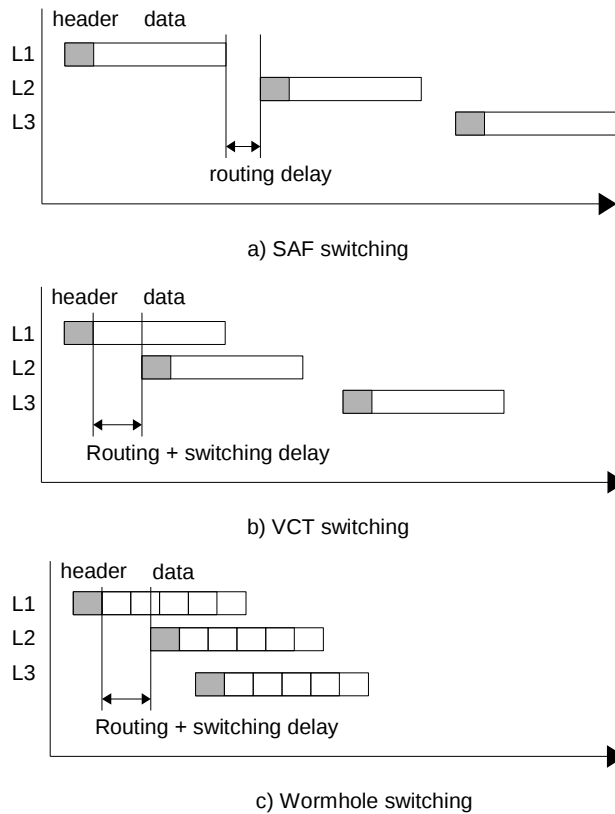 header data
L1
L2
L3
routing delay
a) SAF switching
header data
L1
L2
L3
Routing + switching delay
b) VCT switching
header data
L1
L2
L3
Routing + switching delay
c) Wormhole switching